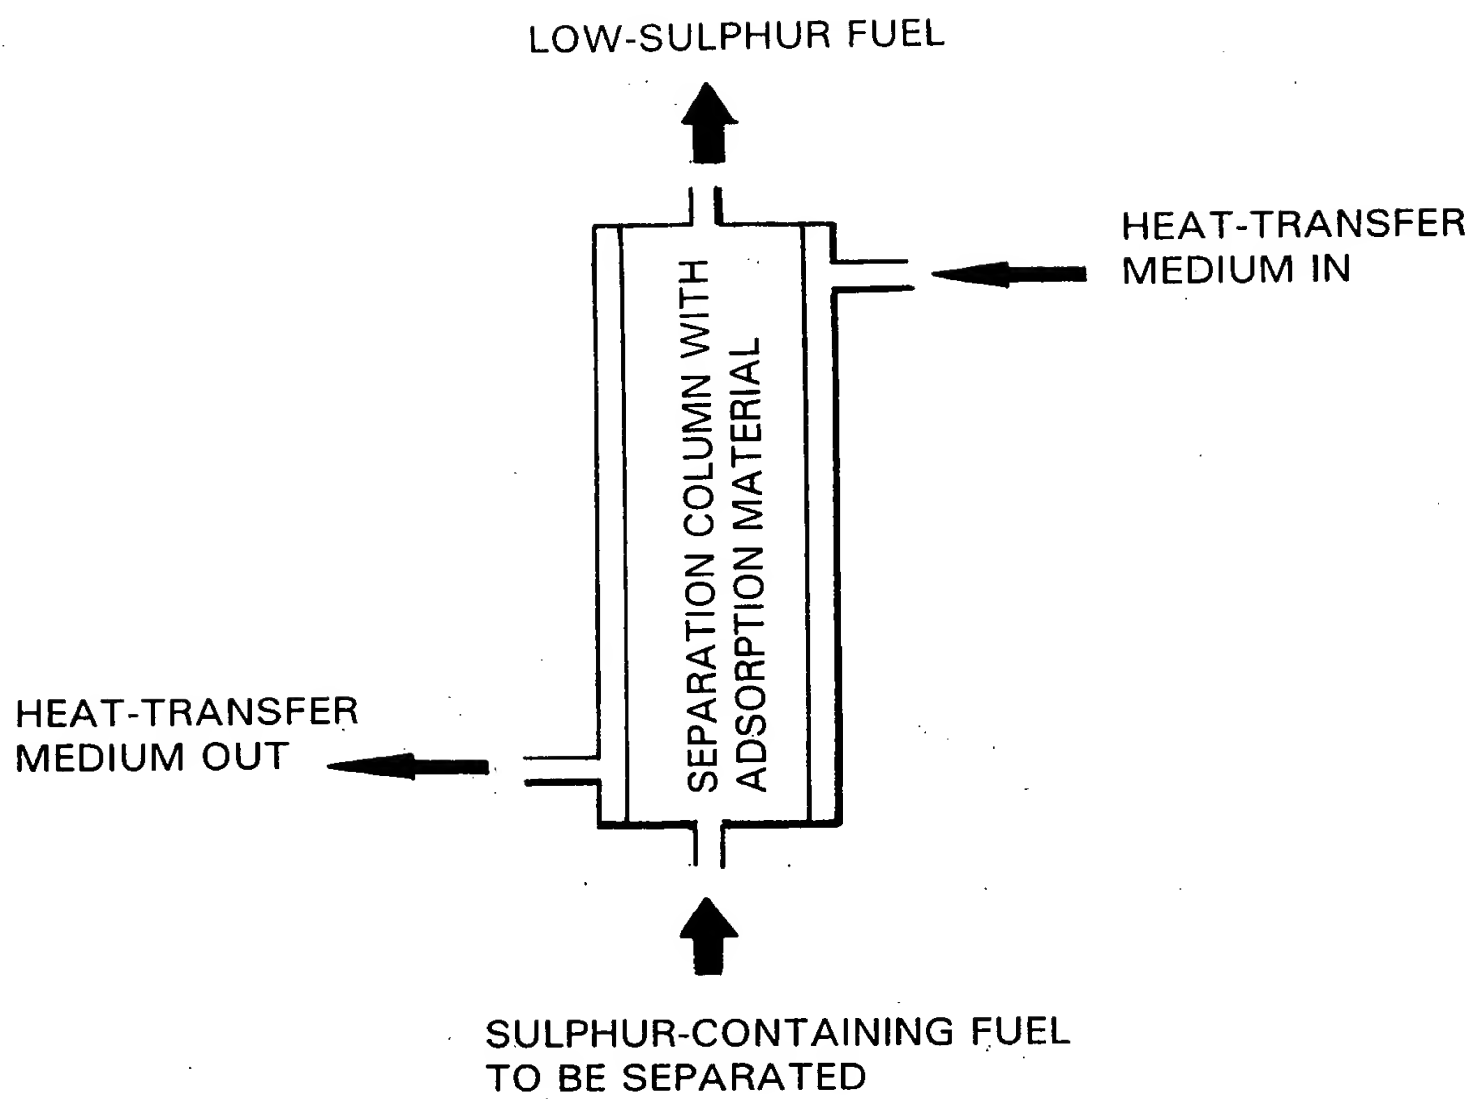 LOW-SULPHUR FUEL
HEAT-TRANSFER
MEDIUM IN
SEPARATION COLUMN WITH
ADSORPTION MATERIAL
HEAT-TRANSFER
MEDIUM OUT
SULPHUR-CONTAINING FUEL
TO BE SEPARATED